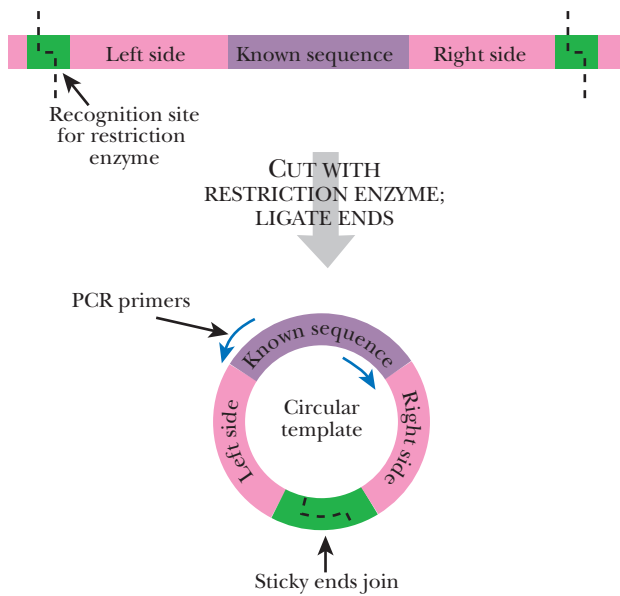 Left side
Known sequence
Right side
Recognition site
for restriction
enzyme
CUT WITH
RESTRICTION ENZYME;
LIGATE ENDS
PCR primers
Known sequence
Left side
Circular
template
Right side
Sticky ends join